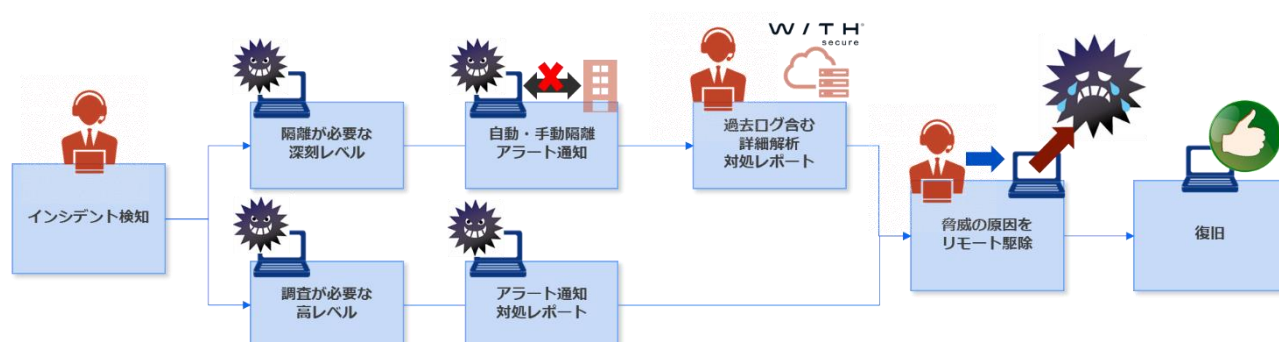 W/TH
secure
インシデント検知
隔離が必要な
深刻レベル
自動・手動隔離
アラート通知
過去ログ含む
詳細解析
対処レポート
調査が必要な
高レベル
アラート通知
対処レポート
脅威の原因を
リモート駆除
復旧